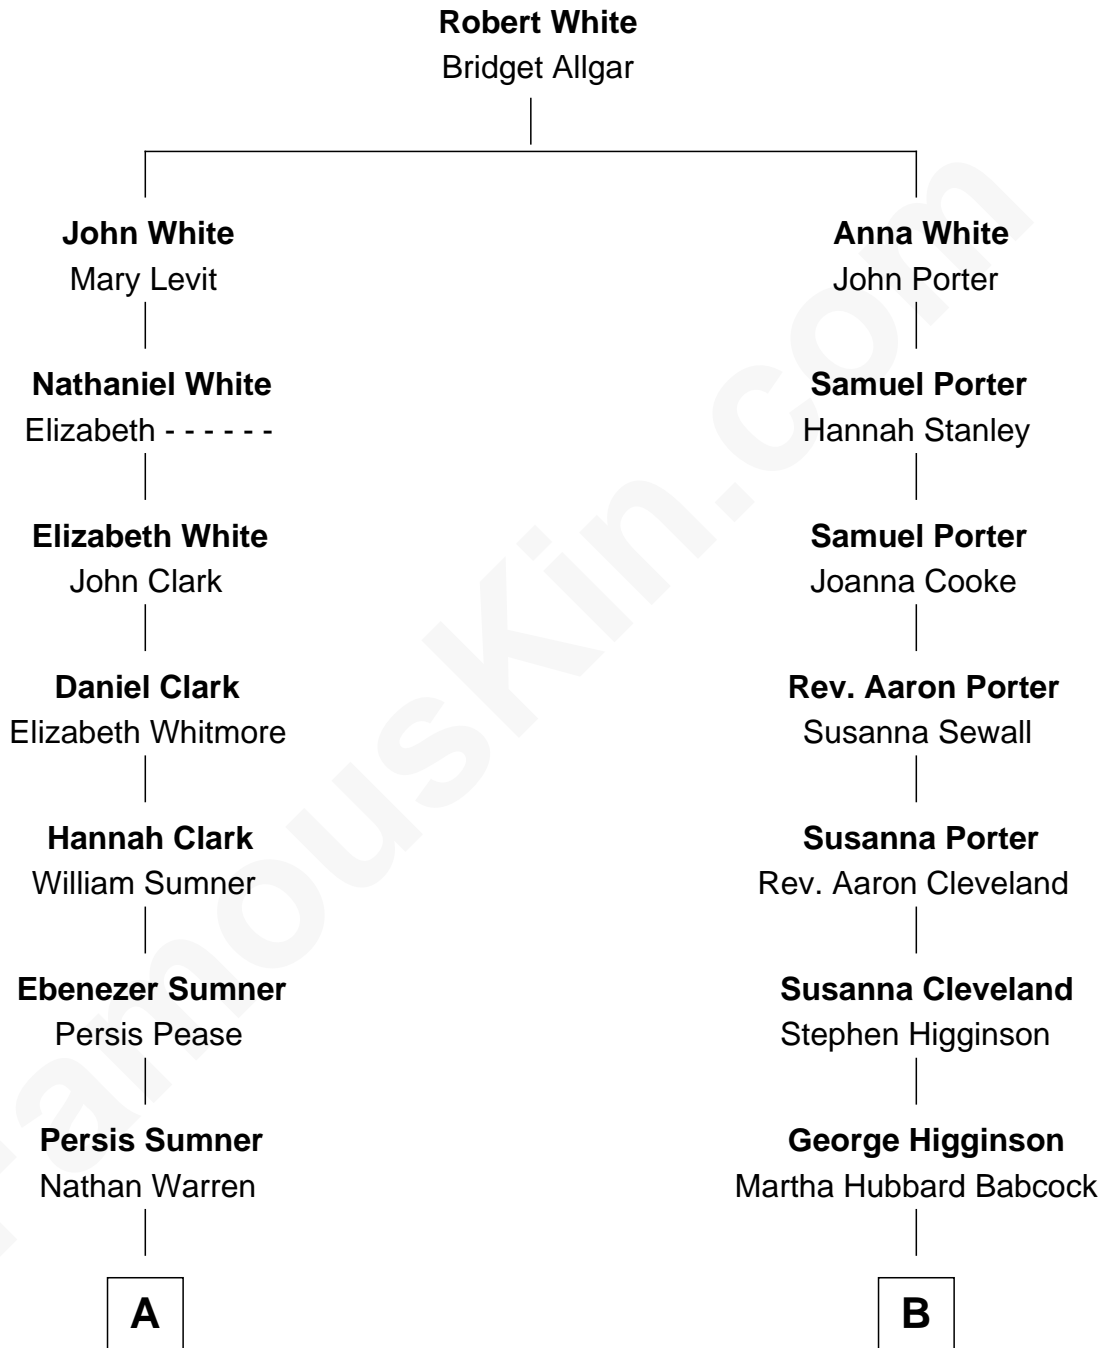 Robert White
Bridget Allgar
John White
Mary Levit
Anna White
John Porter
Nathaniel White
Elizabeth - - - - - -
Samuel Porter
Hannah Stanley
Elizabeth White
John Clark
Samuel Porter
Joanna Cooke
Daniel Clark
Elizabeth Whitmore
Rev. Aaron Porter
Susanna Sewall
Hannah Clark
William Sumner
Susanna Porter
Rev. Aaron Cleveland
Ebenezer Sumner
Persis Pease
Susanna Cleveland
Stephen Higginson
Persis Sumner
Nathan Warren
George Higginson
Martha Hubbard Babcock
A
B
FamousKin.com